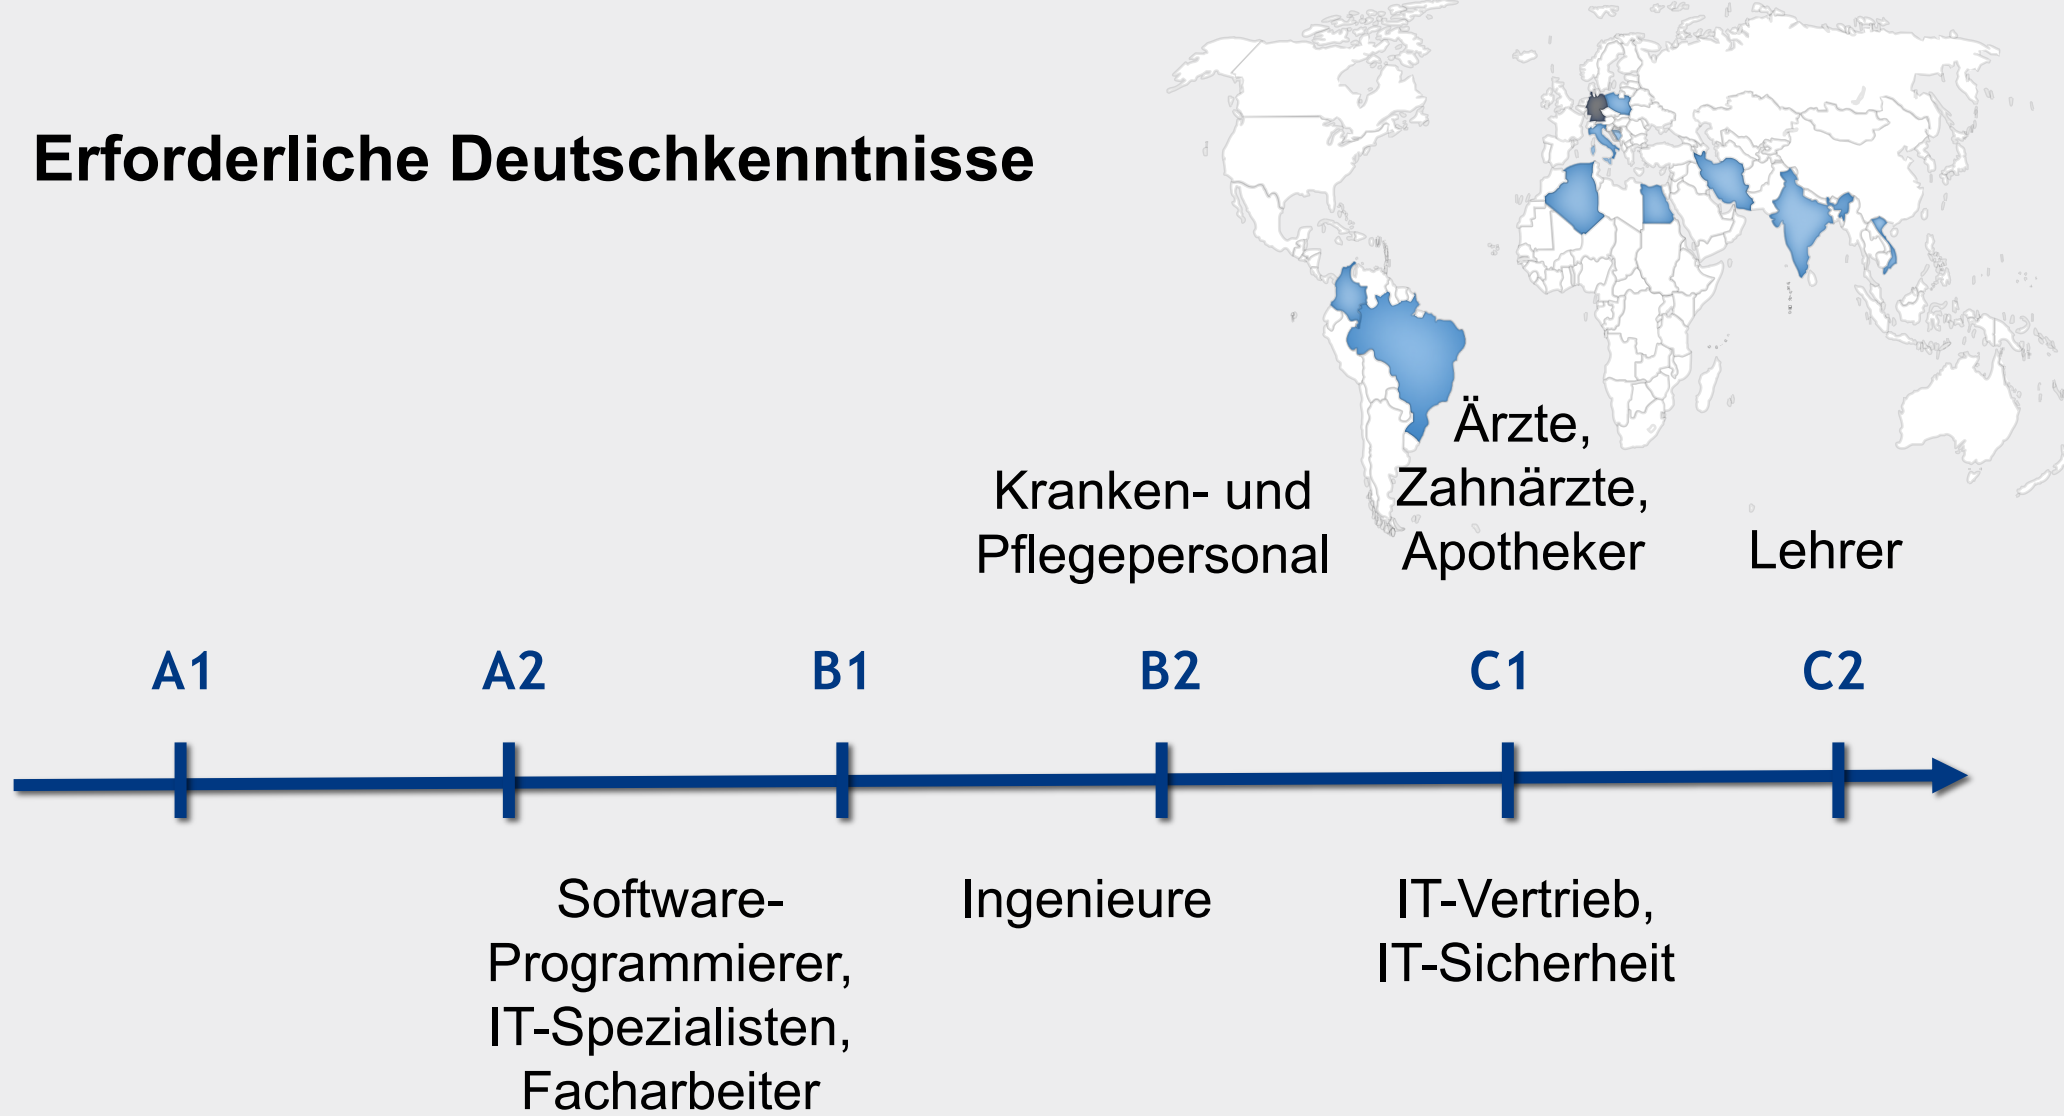 Erforderliche Deutschkenntnisse
Kranken- und
Pflegepersonal
Ärzte,
Zahnärzte,
Apotheker
Lehrer
A1
A2
B1
B2
C1
C2
Software-
Programmierer,
IT-Spezialisten,
Facharbeiter
Ingenieure
IT-Vertrieb,
IT-Sicherheit